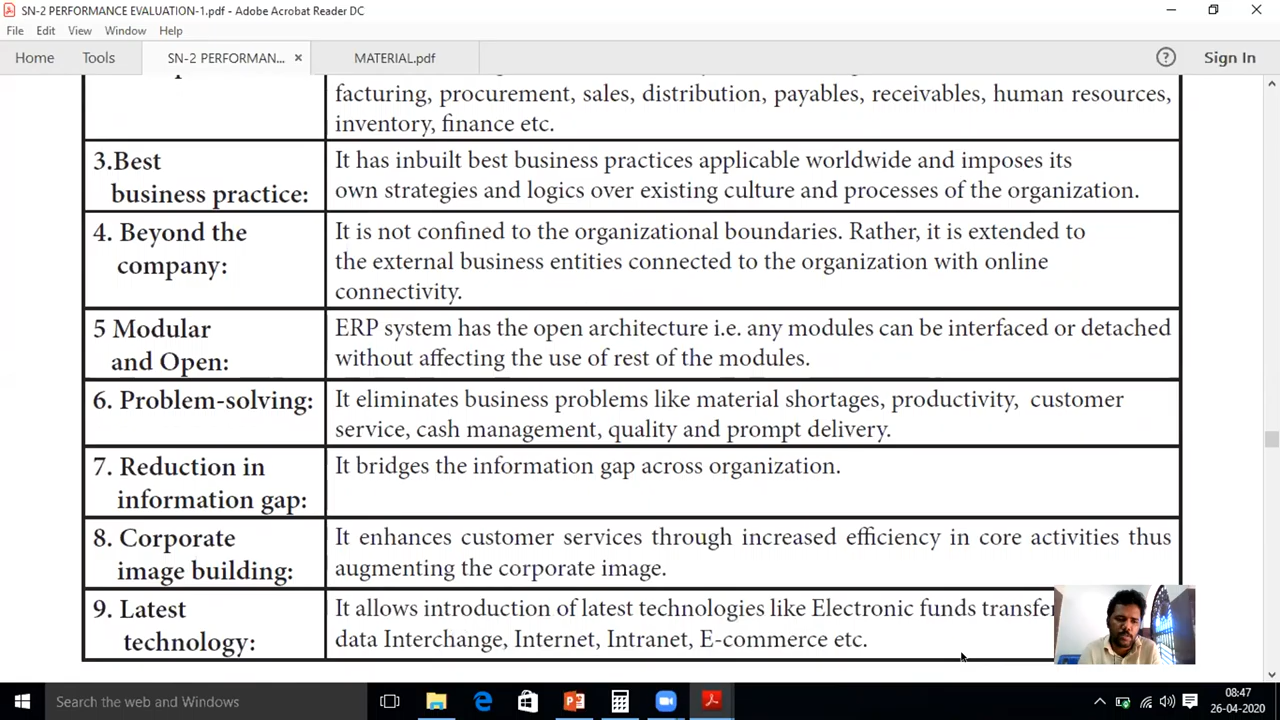 SN-2 PERFORMANCE EVALUATION-1.pdf - Adobe Acrobat Reader DC
File Edit View Window Help
Home Tools SN-2 PERFORMAN... × MATERIAL.pdf ? Sign In
facturing, procurement, sales, distribution, payables, receivables, human resources,
inventory, finance etc.
3.Best
business practice:
It has inbuilt best business practices applicable worldwide and imposes its
own strategies and logics over existing culture and processes of the organization.
4. Beyond the
company:
It is not confined to the organizational boundaries. Rather, it is extended to
the external business entities connected to the organization with online
connectivity.
5 Modular
and Open:
ERP system has the open architecture i.e. any modules can be interfaced or detached
without affecting the use of rest of the modules.
6. Problem-solving:
It eliminates business problems like material shortages, productivity, customer
service, cash management, quality and prompt delivery.
7. Reduction in
information gap:
It bridges the information gap across organization.
8. Corporate
image building:
It enhances customer services through increased efficiency in core activities thus
augmenting the corporate image.
9. Latest
technology:
It allows introduction of latest technologies like Electronic funds transfer
data Interchange, Internet, Intranet, E-commerce etc.
Search the web and Windows
08:47
26-04-2020